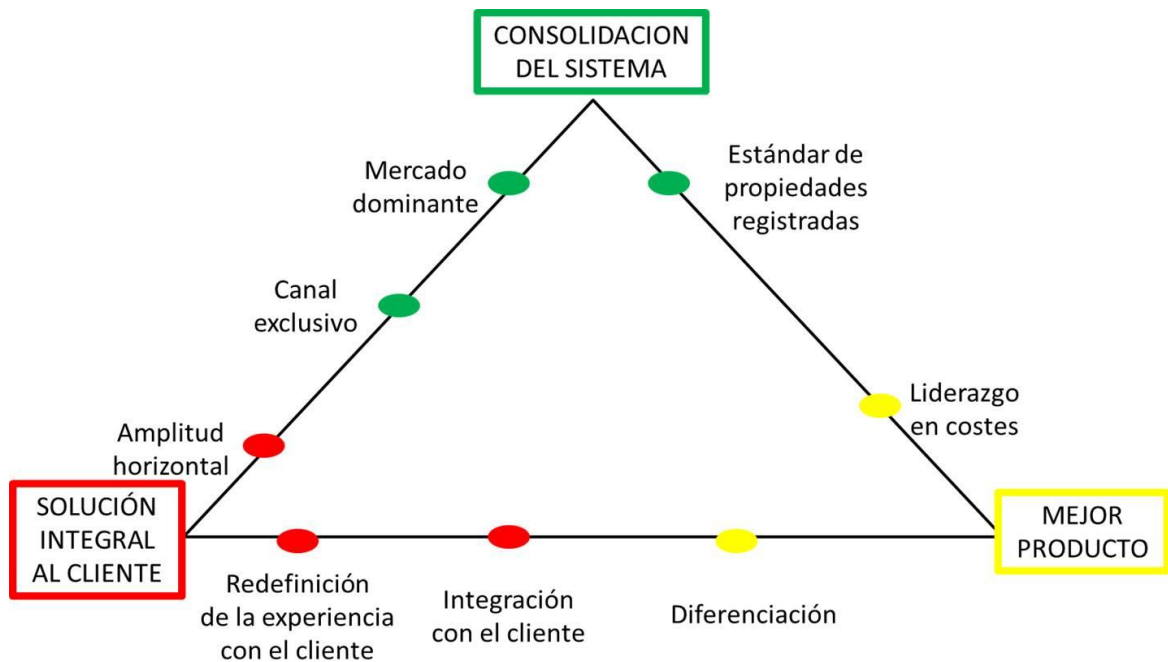 CONSOLIDACION
DEL SISTEMA
Mercado
dominante
Estándar de
propiedades
registradas
Canal
exclusivo
Liderazgo
en costes
Amplitud
horizontal
SOLUCIÓN
INTEGRAL
AL CLIENTE
MEJOR
PRODUCTO
Redefinición
de la experiencia
con el cliente
Integración
con el cliente
Diferenciación